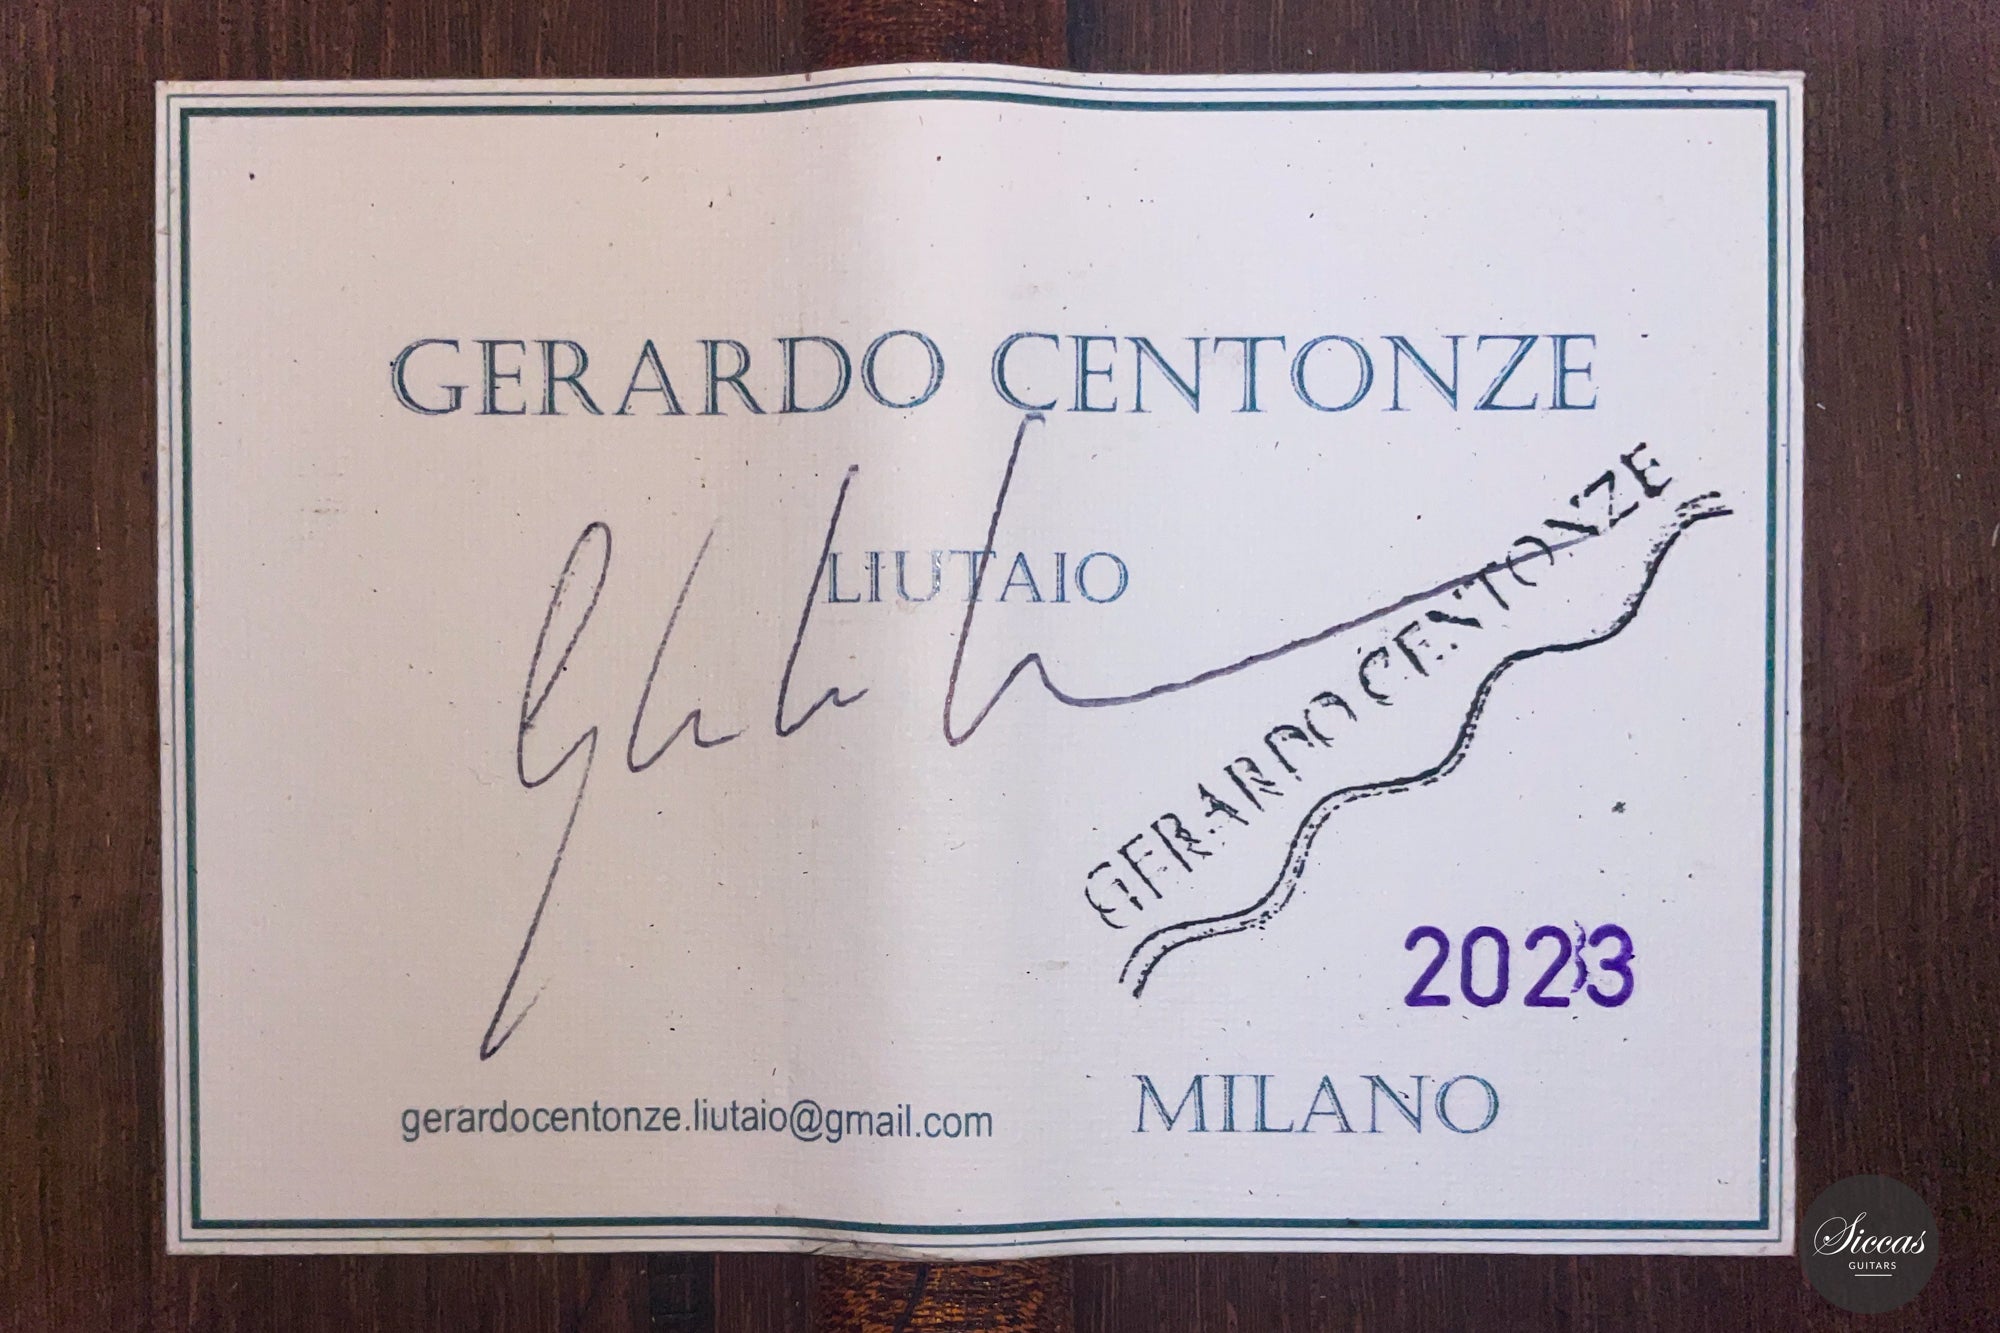 GERARDO CENTONZE
LIUTAIO
GERARDO CENTONZE
2023
gerardocentonze.liutaio@gmail.com
MILANO
Siccas
GUITARS